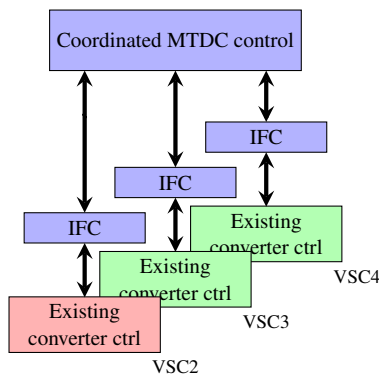 Coordinated MTDC control
IFC
IFC
IFC
Existing
converter ctrl
VSC4
Existing
converter ctrl
VSC3
Existing
converter ctrl
VSC2